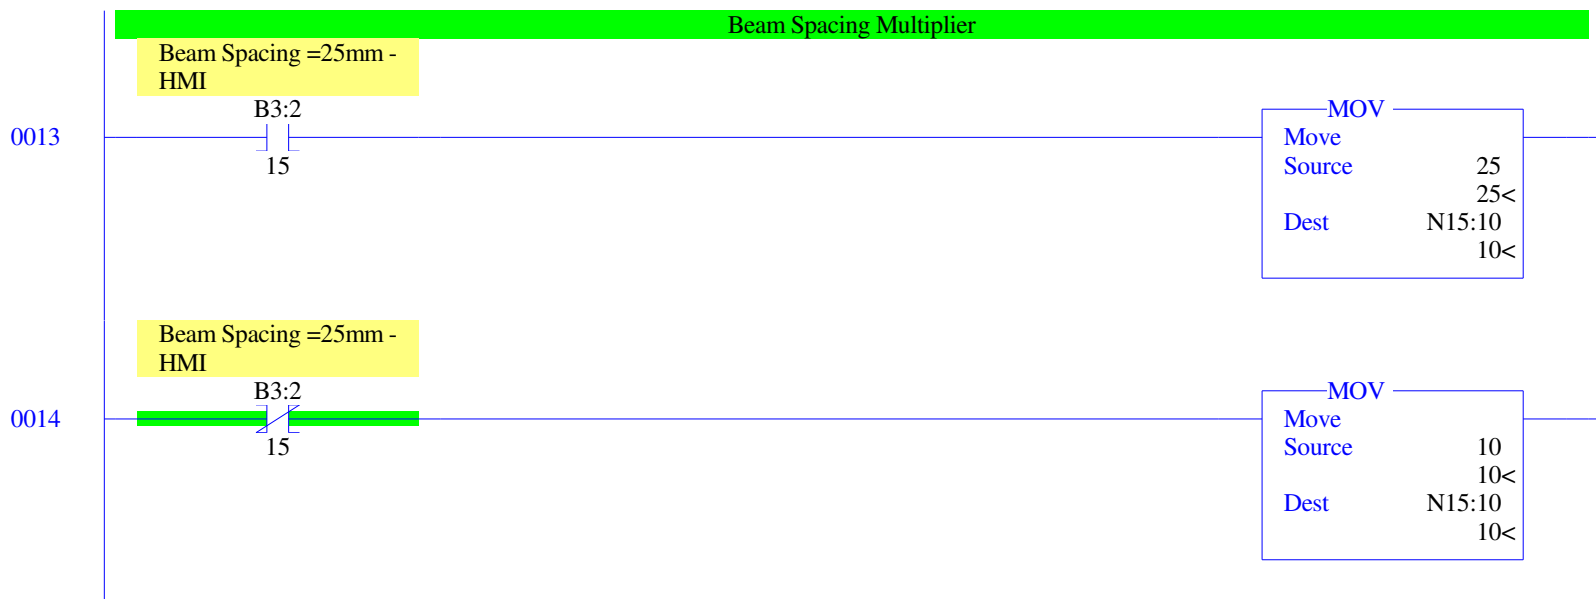 Beam Spacing Multiplier
Beam Spacing =25mm -
HMI
B3:2
0013
15
MOV
Move
Source 25
25<
Dest N15:10
10<
Beam Spacing =25mm -
HMI
B3:2
0014
15
MOV
Move
Source 10
10<
Dest N15:10
10<